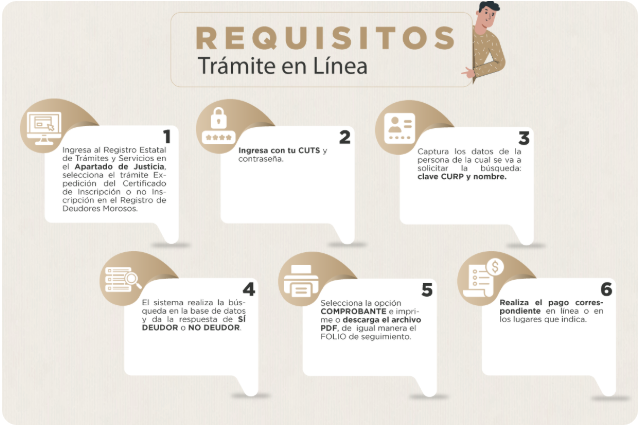 REQUISITOS
Trámite en Línea
1
Ingresa al Registro Estatal
de Trámites y Servicios en
el Apartado de Justicia,
selecciona el trámite Ex-
pedición del Certificado
de Inscripción o no Ins-
cripción en el Registro de
Deudores Morosos.
2
Ingresa con tu CUTS y
contraseña.
3
Captura los datos de la
persona de la cual se va a
solicitar la búsqueda:
clave CURP y nombre.
4
El sistema realiza la bús-
queda en la base de datos
y da la respuesta de SÍ
DEUDOR o NO DEUDOR.
5
Selecciona la opción
COMPROBANTE e impri-
me o descarga el archivo
PDF, de igual manera el
FOLIO de seguimiento.
6
Realiza el pago corres-
pondiente en línea o en
los lugares que indica.